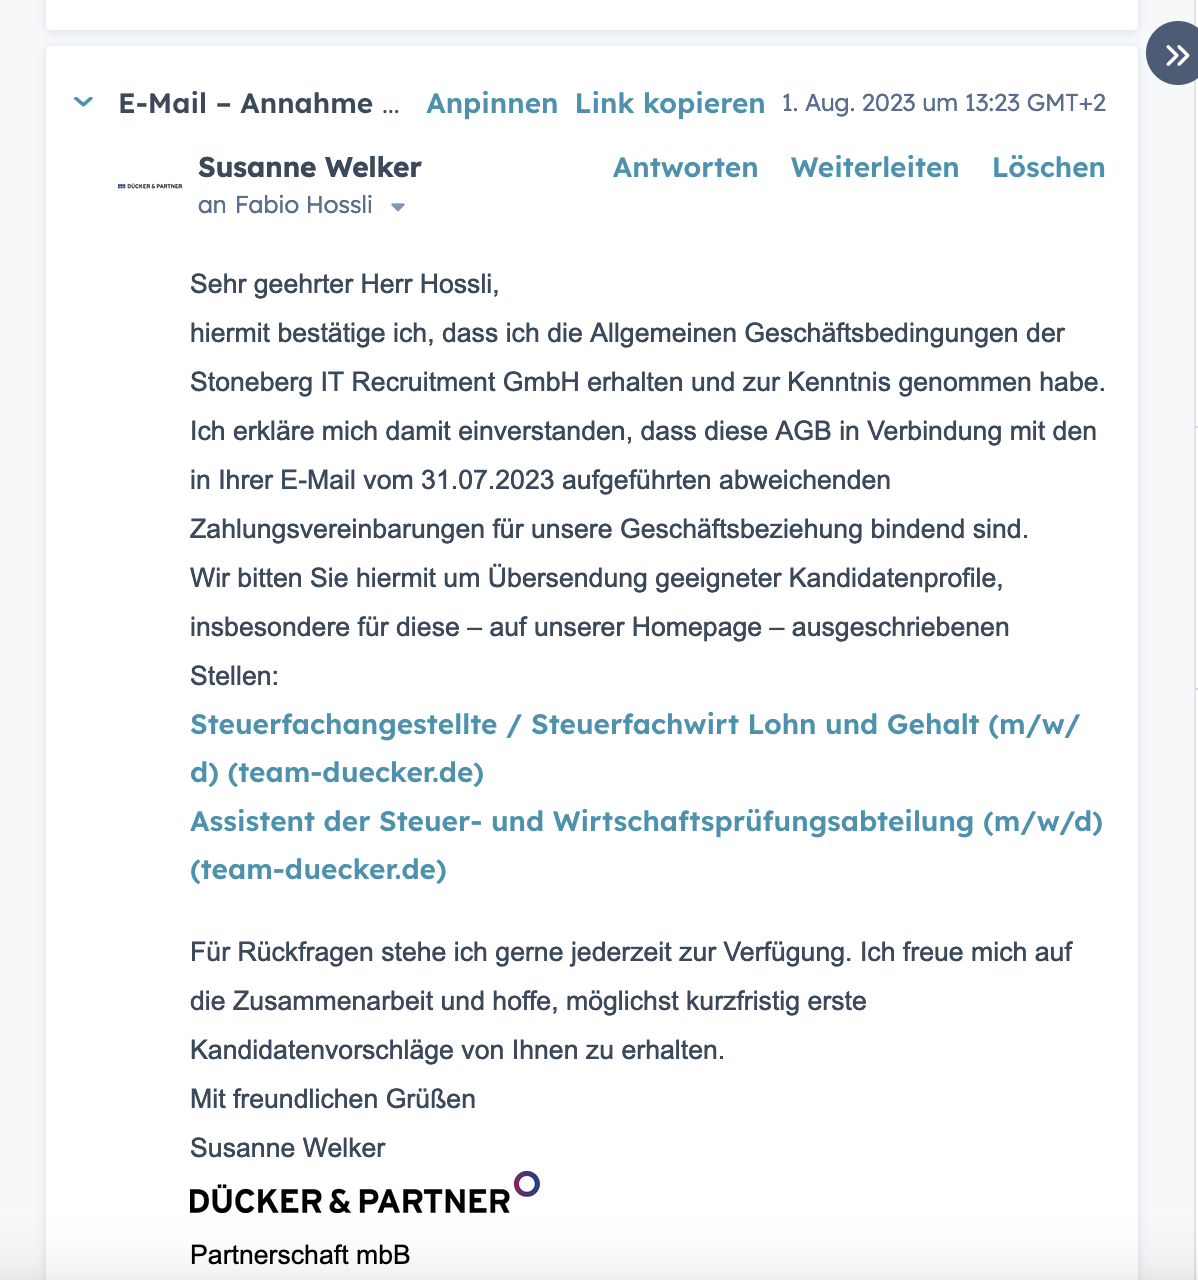 E-Mail – Annahme ... Anpinnen Link kopieren 1. Aug. 2023 um 13:23 GMT+2
Susanne Welker Antworten Weiterleiten Löschen
DÜCKER & PARTNER
an Fabio Hossli
Sehr geehrter Herr Hossli,
hiermit bestätige ich, dass ich die Allgemeinen Geschäftsbedingungen der
Stoneberg IT Recruitment GmbH erhalten und zur Kenntnis genommen habe.
Ich erkläre mich damit einverstanden, dass diese AGB in Verbindung mit den
in Ihrer E-Mail vom 31.07.2023 aufgeführten abweichenden
Zahlungsvereinbarungen für unsere Geschäftsbeziehung bindend sind.
Wir bitten Sie hiermit um Übersendung geeigneter Kandidatenprofile,
insbesondere für diese – auf unserer Homepage – ausgeschriebenen
Stellen:
Steuerfachangestellte / Steuerfachwirt Lohn und Gehalt (m/w/
d) (team-duecker.de)
Assistent der Steuer- und Wirtschaftsprüfungsabteilung (m/w/d)
(team-duecker.de)
Für Rückfragen stehe ich gerne jederzeit zur Verfügung. Ich freue mich auf
die Zusammenarbeit und hoffe, möglichst kurzfristig erste
Kandidatenvorschläge von Ihnen zu erhalten.
Mit freundlichen Grüßen
Susanne Welker
DÜCKER & PARTNER
Partnerschaft mbB